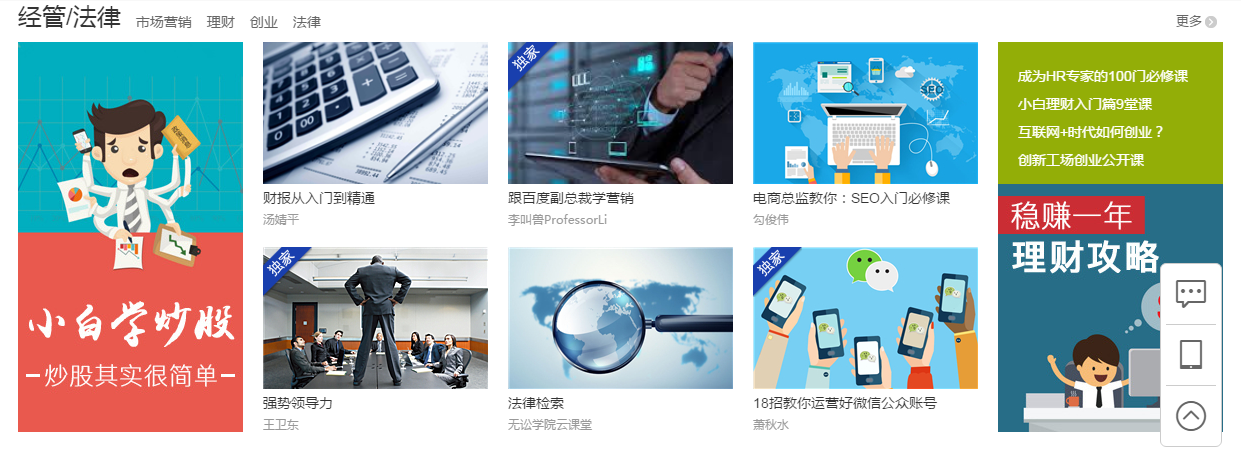 经管/法律
市场营销
理财
创业
法律
更多
小白学炒股
炒股其实很简单
财报从入门到精通
汤婧平
独家
跟百度副总裁学营销
李叫兽ProfessorLi
SEO
电商总监教你：SEO入门必修课
勾俊伟
成为HR专家的100门必修课
小白理财入门篇9堂课
互联网+时代如何创业？
创新工场创业公开课
独家
强势领导力
王卫东
法律检索
无讼学院云课堂
独家
18招教你运营好微信公众账号
萧秋水
稳赚一年
理财攻略